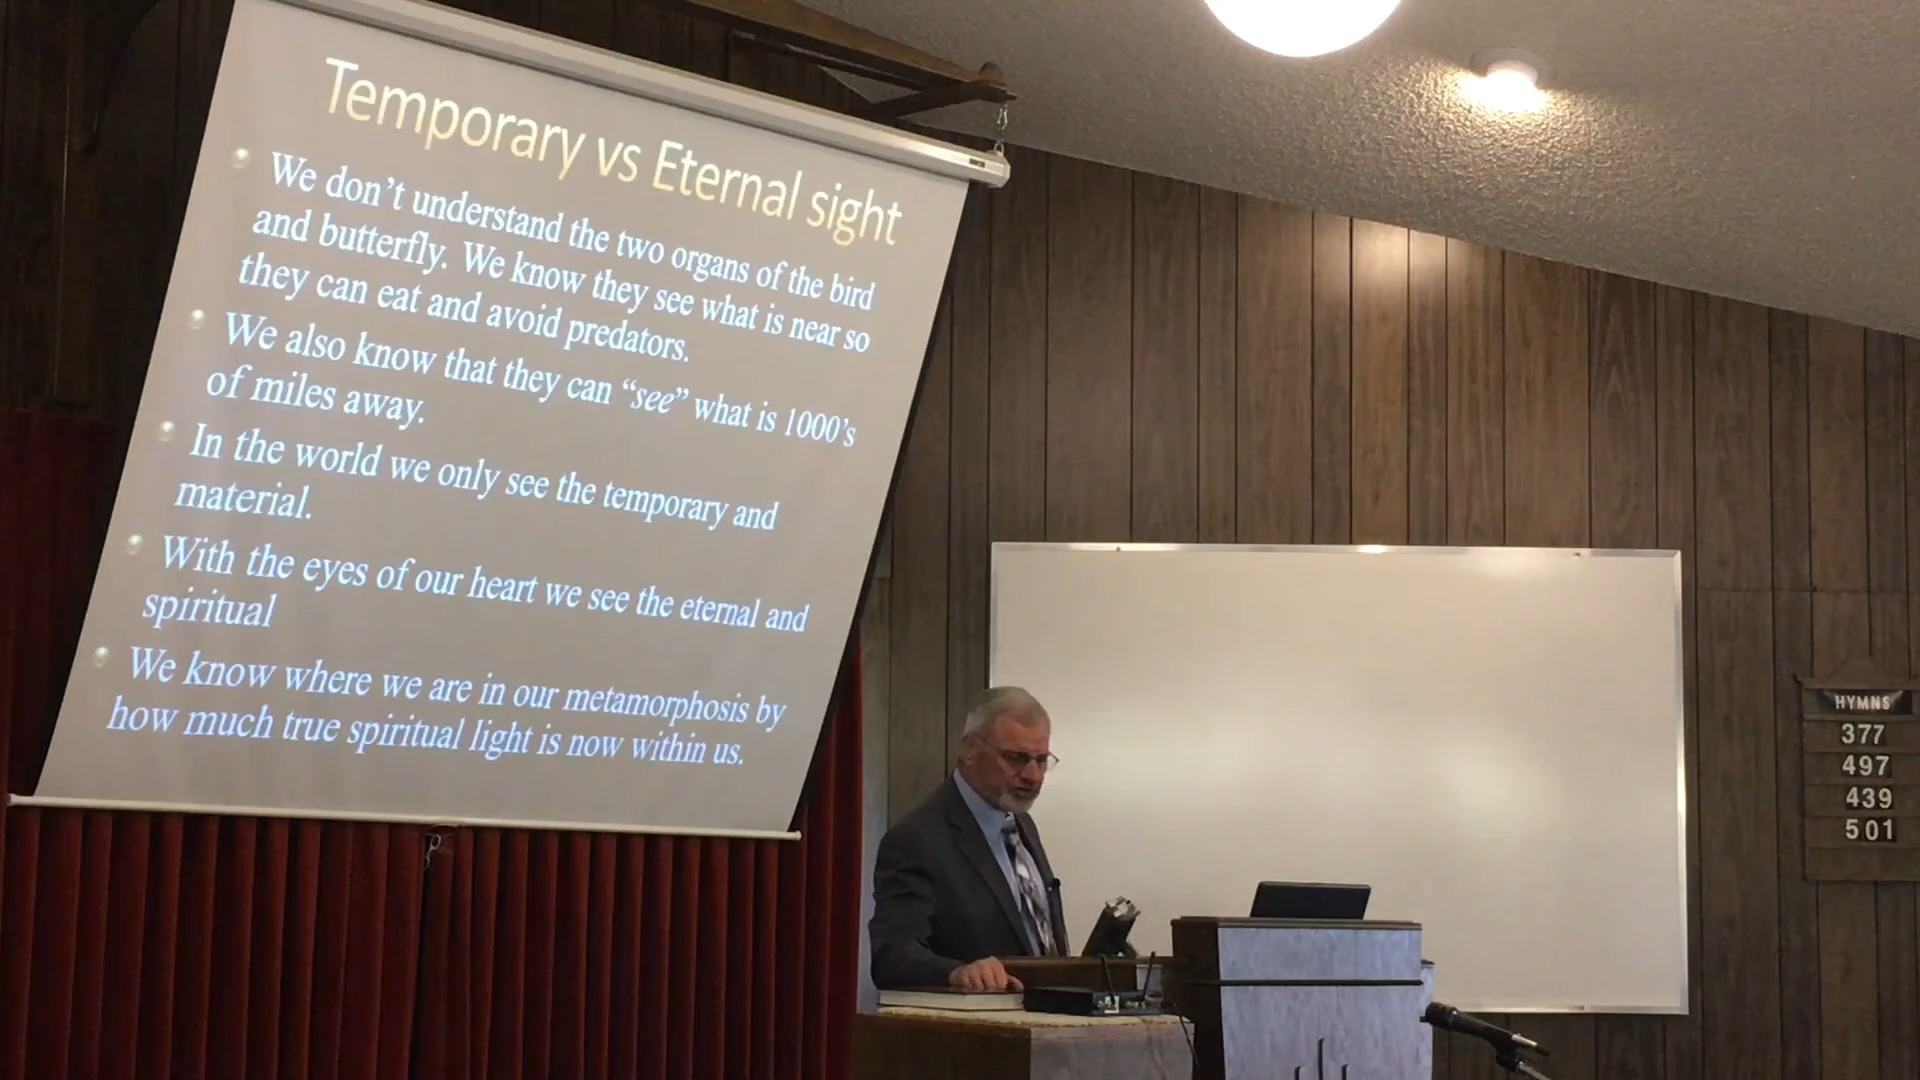 Temporary vs Eternal sight
We don't understand the two organs of the bird
and butterfly. We know they see what is near so
they can eat and avoid predators.
We also know that they can “see” what is 1000's
of miles away.
In the world we only see the temporary and
material.
With the eyes of our heart we see the eternal and
spiritual
We know where we are in our metamorphosis by
how much true spiritual light is now within us.
HYMNS
377
497
439
501